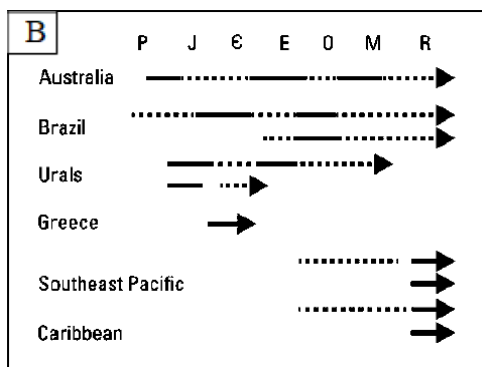 B
P J Є E O M R
Australia
Brazil
Urals
Greece
Southeast Pacific
Caribbean